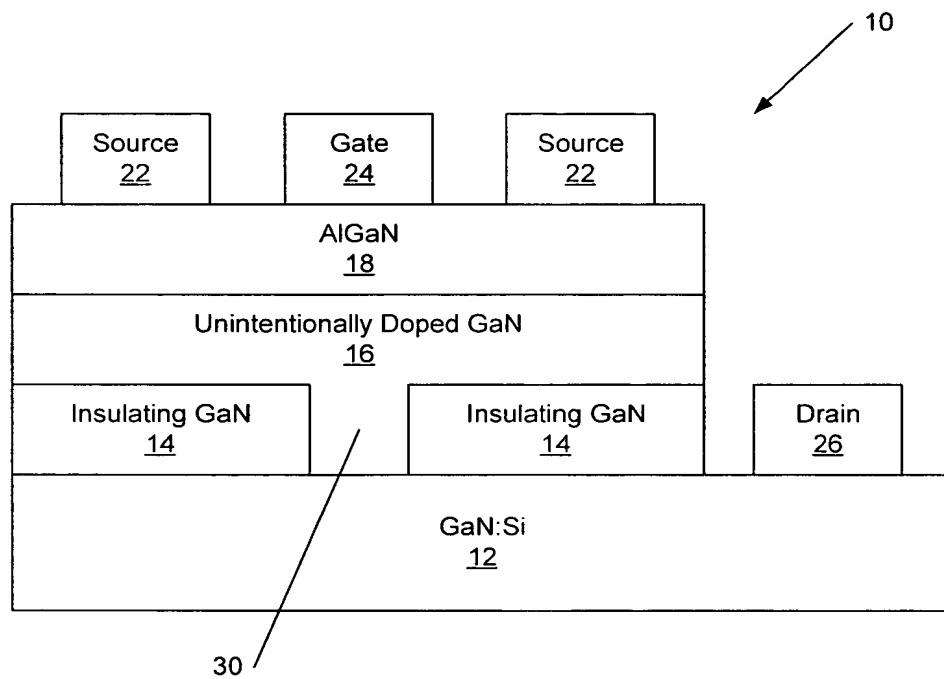 10
Source
22
Gate
24
Source
22
AlGaN
18
Unintentionally Doped GaN
16
Insulating GaN
14
Insulating GaN
14
Drain
26
GaN:Si
12
30